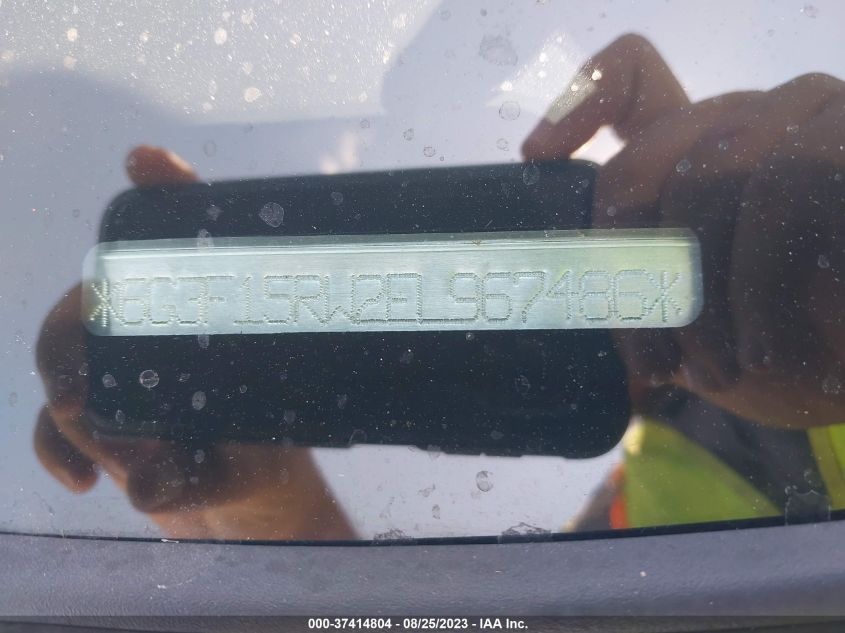 *6G3F15RW2EL967486*
000-37414804 - 08/25/2023 - IAA Inc.